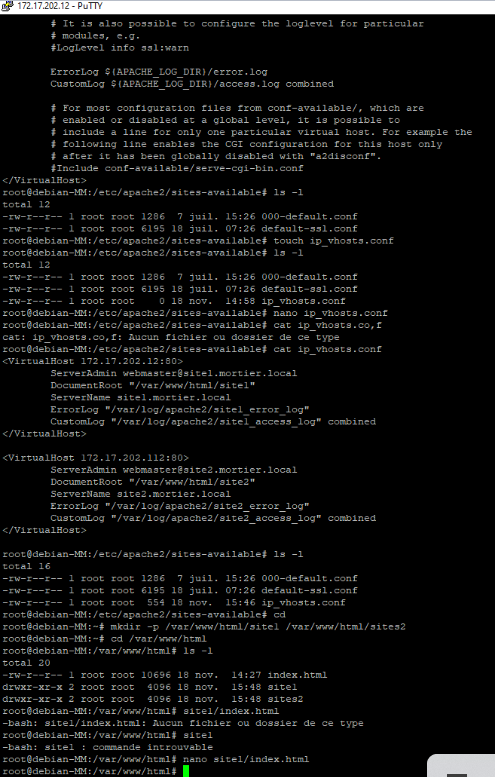 172.17.202.12 - PuTTY
# It is also possible to configure the loglevel for particular
# modules, e.g.
#LogLevel info ssl:warn
ErrorLog ${APACHE_LOG_DIR}/error.log
CustomLog ${APACHE_LOG_DIR}/access.log combined
# For most configuration files from conf-available/, which are
# enabled or disabled at a global level, it is possible to
# include a line for only one particular virtual host. For example the
# following line enables the CGI configuration for this host only
# after it has been globally disabled with "a2disconf".
#Include conf-available/serve-cgi-bin.conf
</VirtualHost>
root@debian-MM:/etc/apache2/sites-available# ls -l
total 12
-rw-r--r-- 1 root root 1286  7 juil. 15:26 000-default.conf
-rw-r--r-- 1 root root 6195 18 juil. 07:26 default-ssl.conf
root@debian-MM:/etc/apache2/sites-available# touch ip_vhosts.conf
root@debian-MM:/etc/apache2/sites-available# ls -l
total 12
-rw-r--r-- 1 root root 1286  7 juil. 15:26 000-default.conf
-rw-r--r-- 1 root root 6195 18 juil. 07:26 default-ssl.conf
-rw-r--r-- 1 root root    0 18 nov.  14:58 ip_vhosts.conf
root@debian-MM:/etc/apache2/sites-available# nano ip_vhosts.conf
root@debian-MM:/etc/apache2/sites-available# cat ip_vhosts.co,f
cat: ip_vhosts.co,f: Aucun fichier ou dossier de ce type
root@debian-MM:/etc/apache2/sites-available# cat ip_vhosts.conf
<VirtualHost 172.17.202.12:80>
ServerAdmin webmaster@site1.mortier.local
DocumentRoot "/var/www/html/site1"
ServerName site1.mortier.local
ErrorLog "/var/log/apache2/site1_error_log"
CustomLog "/var/log/apache2/site1_access_log" combined
</VirtualHost>
<VirtualHost 172.17.202.112:80>
ServerAdmin webmaster@site2.mortier.local
DocumentRoot "/var/www/html/site2"
ServerName site2.mortier.local
ErrorLog "/var/log/apache2/site2_error_log"
CustomLog "/var/log/apache2/site2_access_log" combined
</VirtualHost>
root@debian-MM:/etc/apache2/sites-available# ls -l
total 16
-rw-r--r-- 1 root root 1286  7 juil. 15:26 000-default.conf
-rw-r--r-- 1 root root 6195 18 juil. 07:26 default-ssl.conf
-rw-r--r-- 1 root root  554 18 nov.  15:46 ip_vhosts.conf
root@debian-MM:/etc/apache2/sites-available# cd
root@debian-MM:~# mkdir -p /var/www/html/site1 /var/www/html/sites2
root@debian-MM:~# cd /var/www/html
root@debian-MM:/var/www/html# ls -l
total 20
-rw-r--r-- 1 root root 10696 18 nov.  14:27 index.html
drwxr-xr-x 2 root root  4096 18 nov.  15:48 site1
drwxr-xr-x 2 root root  4096 18 nov.  15:48 sites2
root@debian-MM:/var/www/html# site1/index.html
-bash: site1/index.html: Aucun fichier ou dossier de ce type
root@debian-MM:/var/www/html# site1
-bash: site1 : commande introuvable
root@debian-MM:/var/www/html# nano site1/index.html
root@debian-MM:/var/www/html#